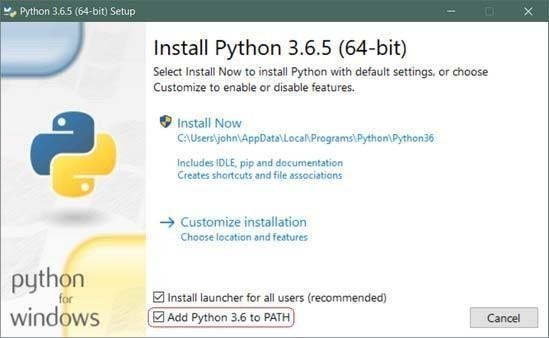 Python 3.6.5 (64-bit) Setup
Install Python 3.6.5 (64-bit)
Select Install Now to install Python with default settings, or choose
Customize to enable or disable features.
Install Now
C:\Users\john\AppData\Local\Programs\Python\Python36
Includes IDLE, pip and documentation
Creates shortcuts and file associations
Customize installation
Choose location and features
python
for
windows
Install launcher for all users (recommended)
Add Python 3.6 to PATH
Cancel